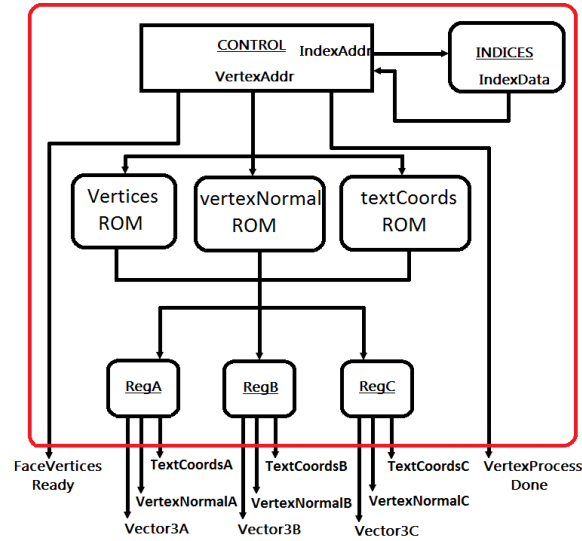 CONTROL
IndexAddr
VertexAddr
INDICES
IndexData
Vertices
ROM
vertexNormal
ROM
textCoords
ROM
RegA
RegB
RegC
FaceVertices
Ready
TextCoordsA
VertexNormalA
Vector3A
TextCoordsB
VertexNormalB
Vector3B
TextCoordsC
VertexNormalC
Vector3C
VertexProcess
Done